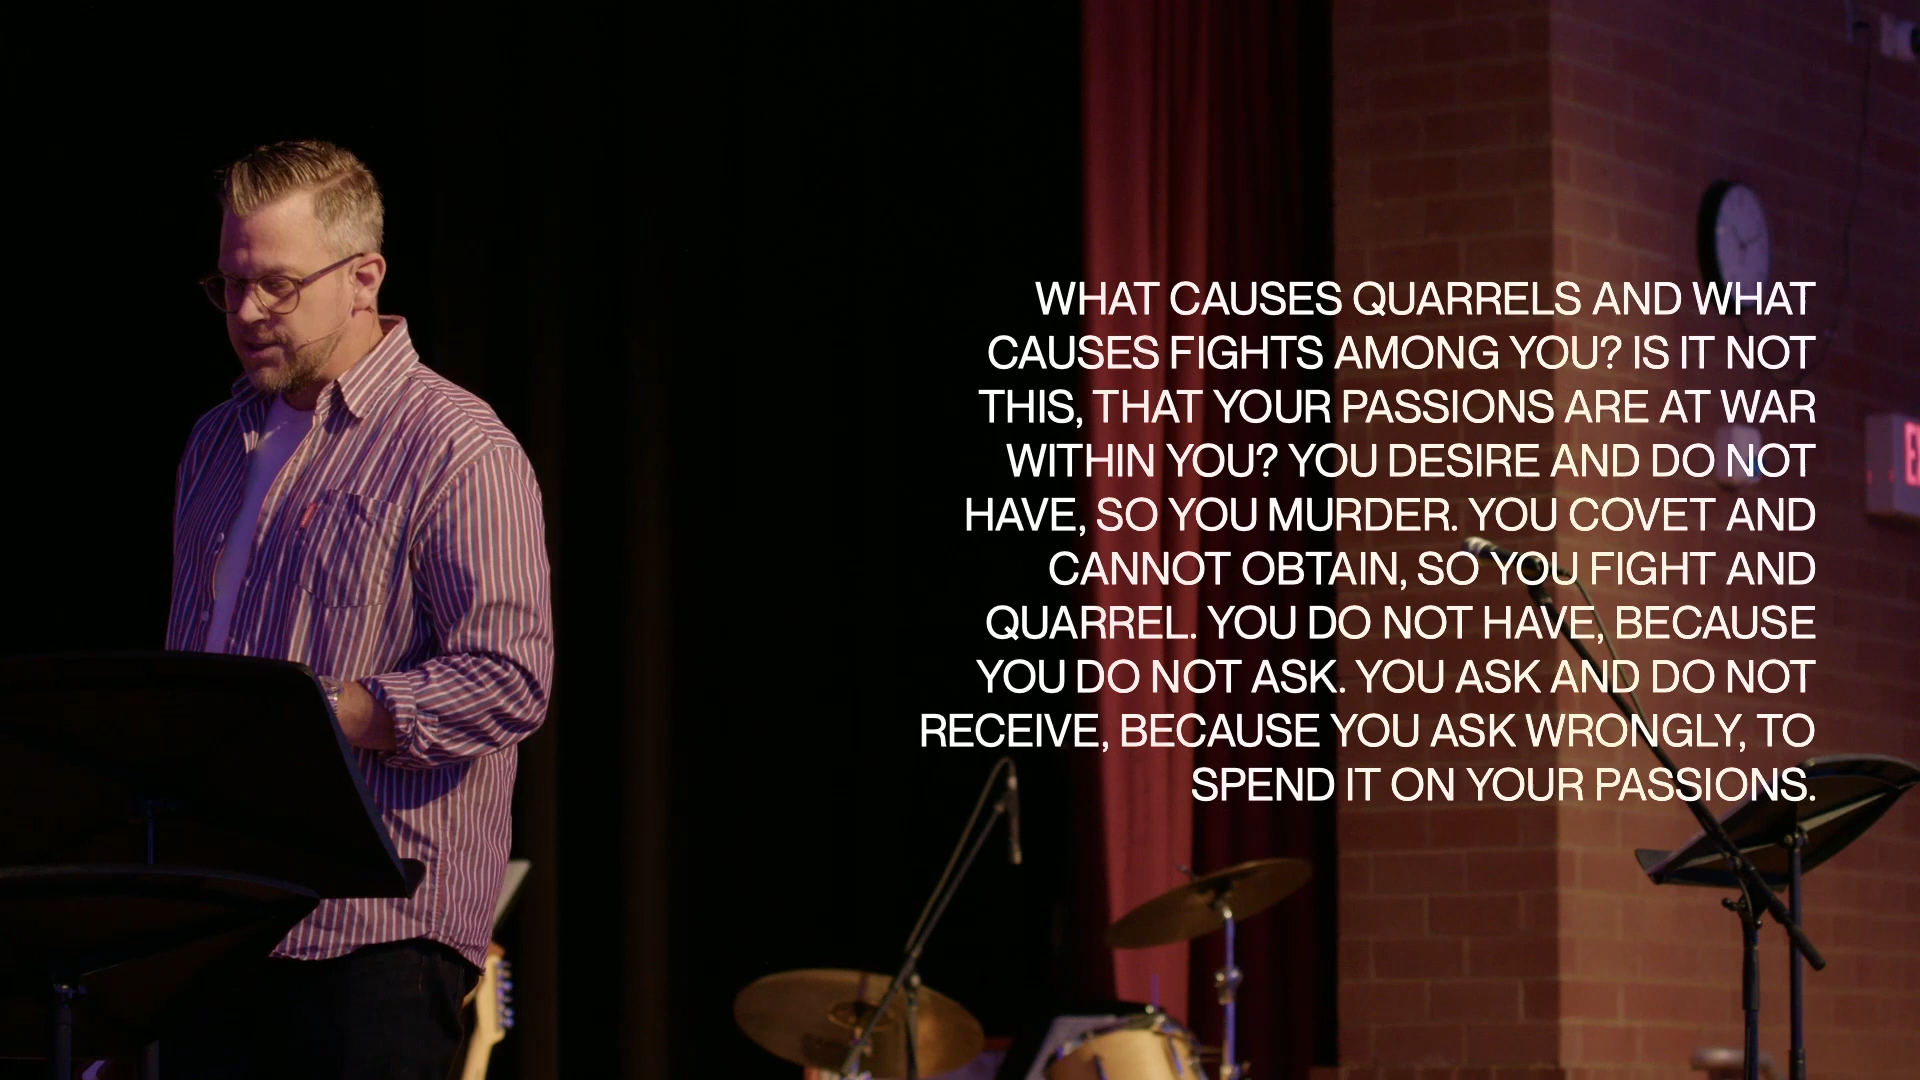 WHAT CAUSES QUARRELS AND WHAT
CAUSES FIGHTS AMONG YOU? IS IT NOT
THIS, THAT YOUR PASSIONS ARE AT WAR
WITHIN YOU? YOU DESIRE AND DO NOT
HAVE, SO YOU MURDER. YOU COVET AND
CANNOT OBTAIN, SO YOU FIGHT AND
QUARREL. YOU DO NOT HAVE, BECAUSE
YOU DO NOT ASK. YOU ASK AND DO NOT
RECEIVE, BECAUSE YOU ASK WRONGLY, TO
SPEND IT ON YOUR PASSIONS.